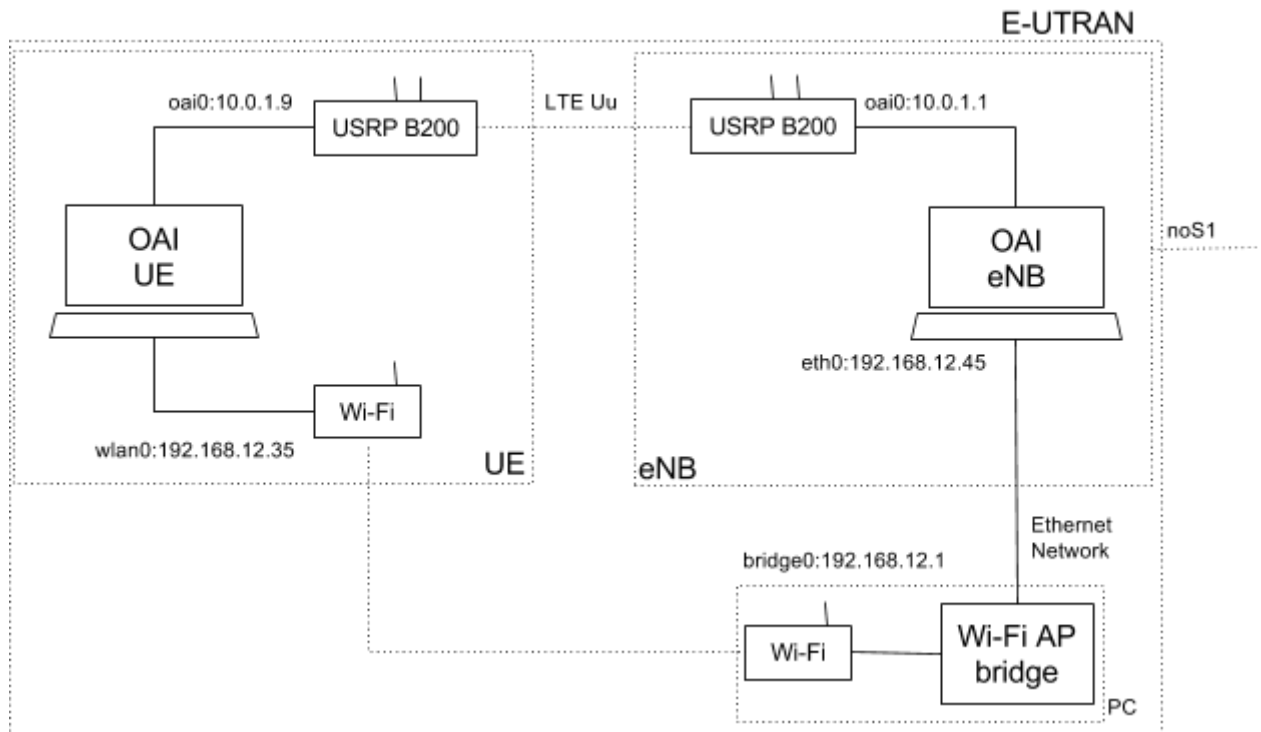 E-UTRAN
oai0:10.0.1.9
USRP B200
LTE Uu
USRP B200
oai0:10.0.1.1
OAI
UE
OAI
eNB
noS1
eth0:192.168.12.45
Wi-Fi
wlan0:192.168.12.35
UE
eNB
Ethernet
Network
bridge0:192.168.12.1
Wi-Fi
Wi-Fi AP
bridge
PC